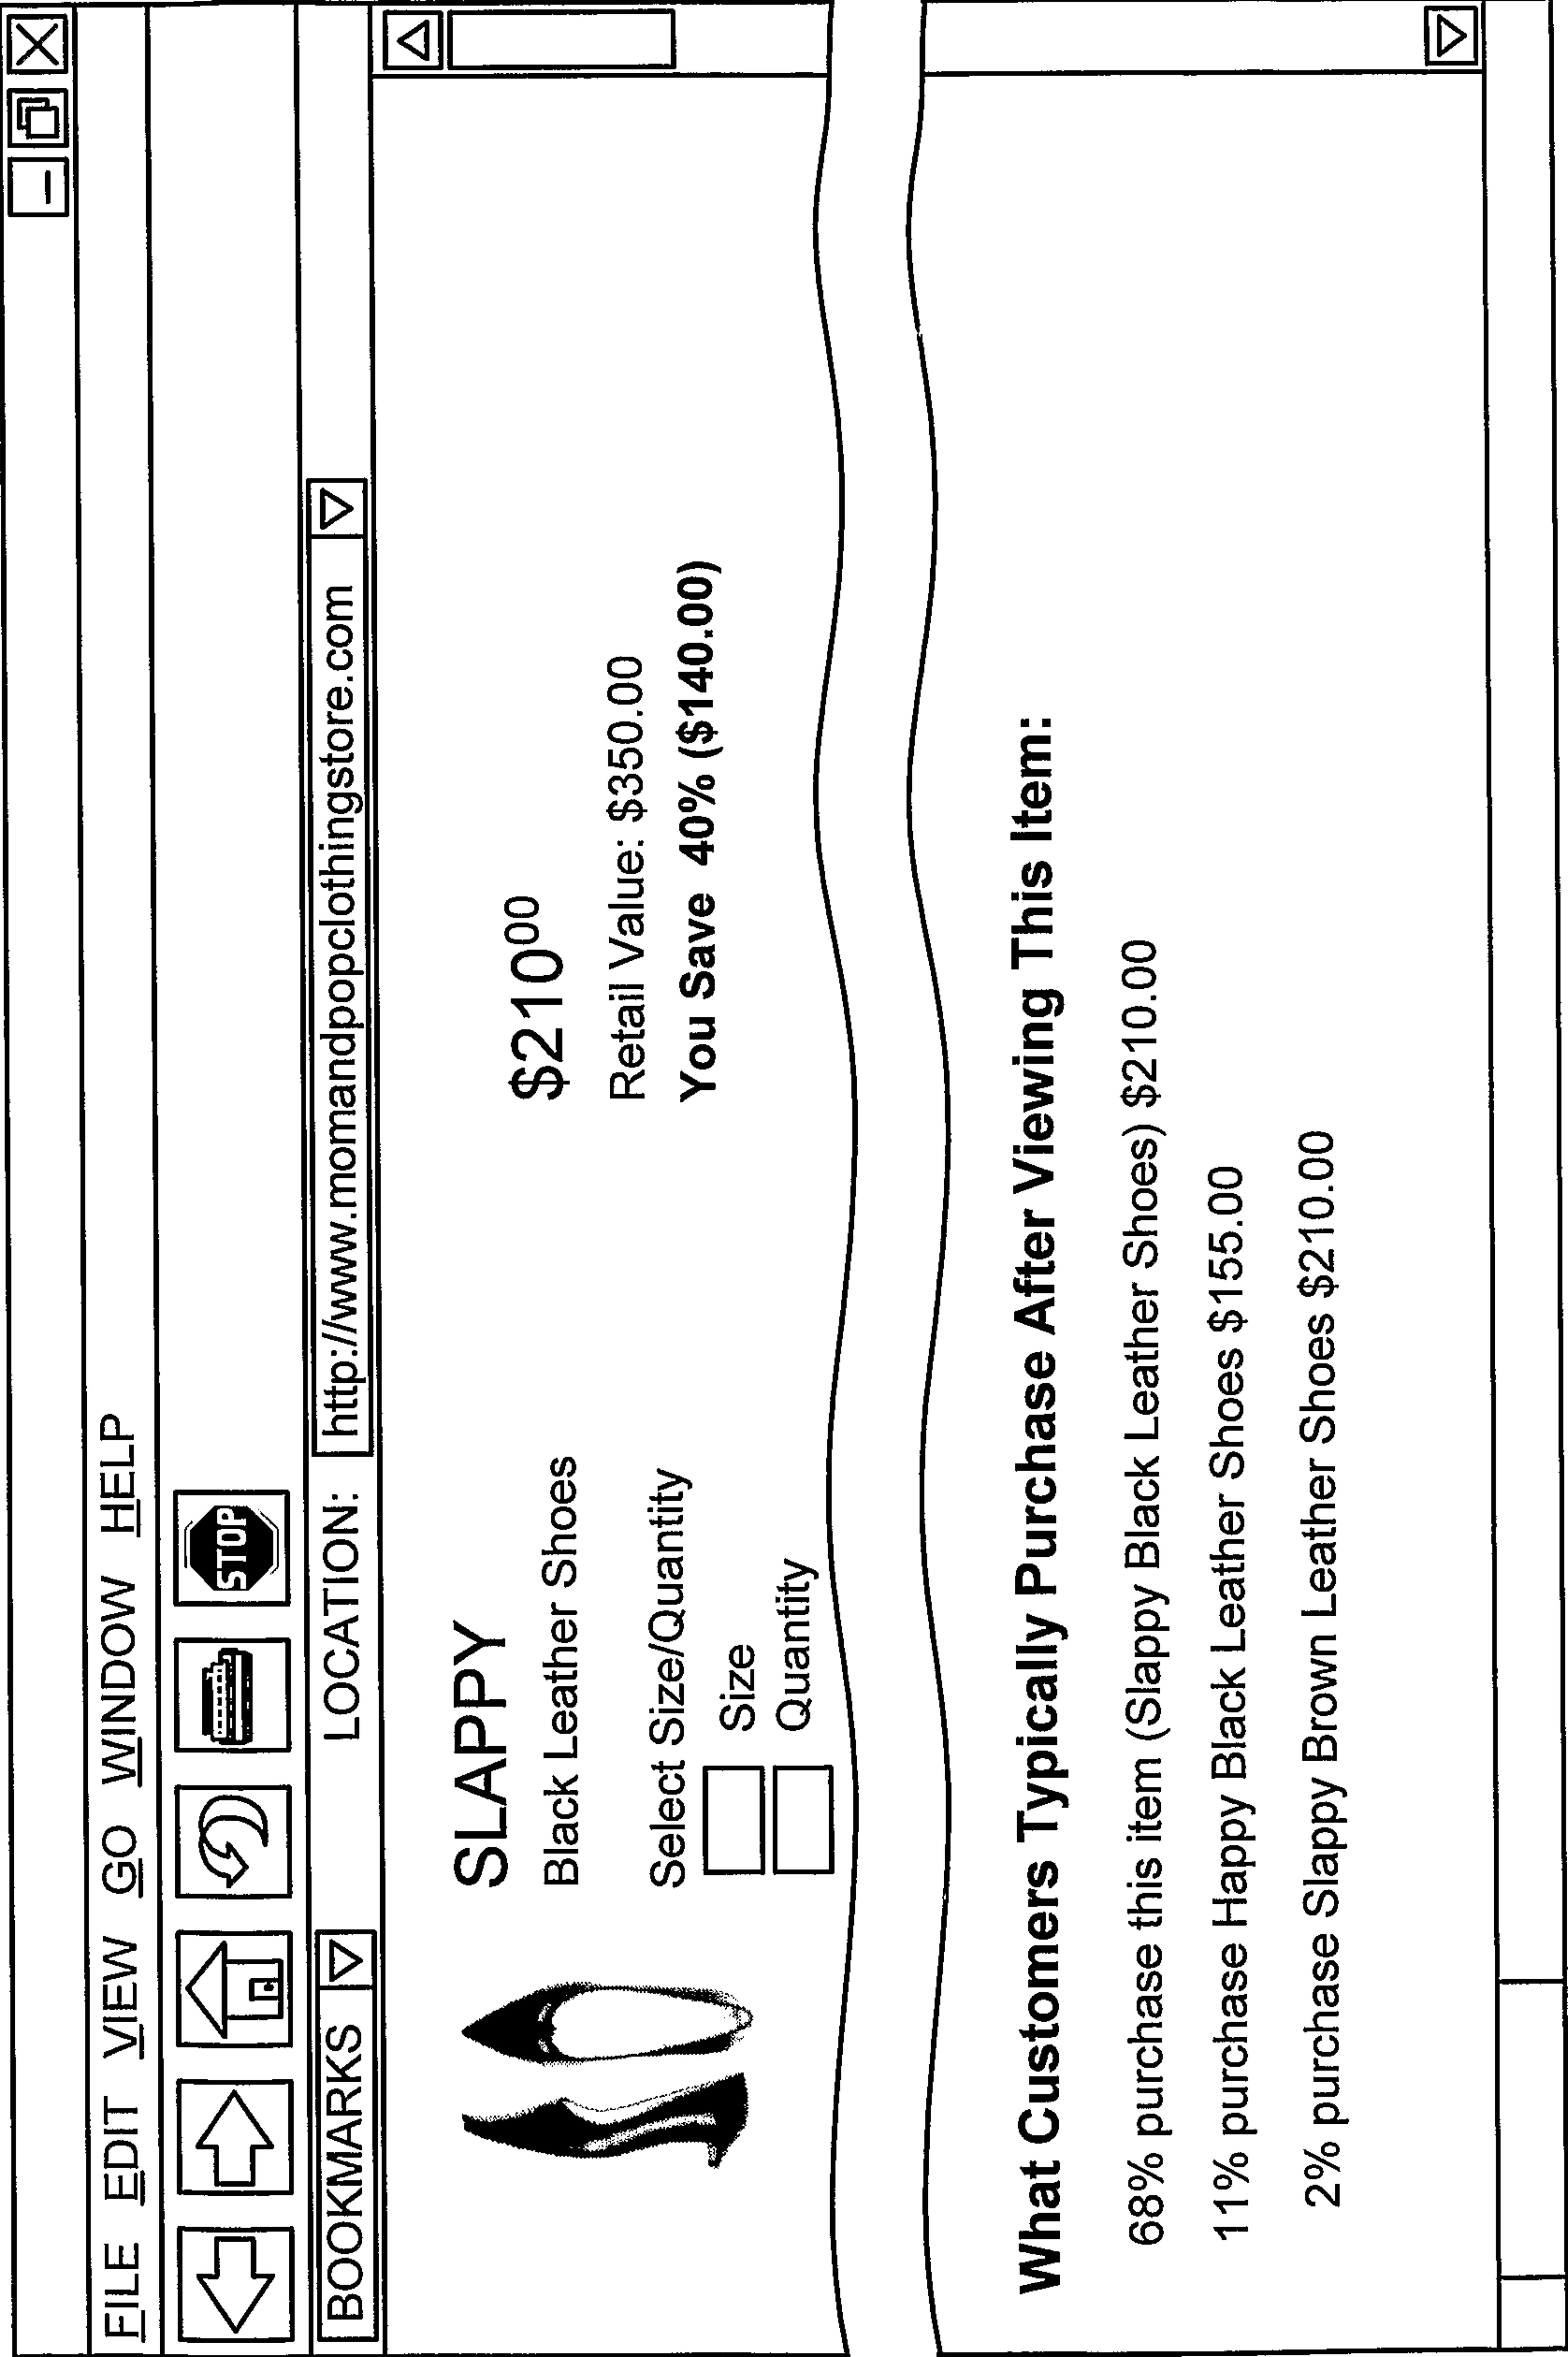 FILE EDIT VIEW GO WINDOW HELP
STOP
BOOKMARKS LOCATION: http://www.momandpopclothingstore.com
SLAPPY
Black Leather Shoes
Select Size/Quantity
Size
Quantity
$210⁰⁰
Retail Value: $350.00
You Save 40% ($140.00)
What Customers Typically Purchase After Viewing This Item:
68% purchase this item (Slappy Black Leather Shoes) $210.00
11% purchase Happy Black Leather Shoes $155.00
2% purchase Slappy Brown Leather Shoes $210.00